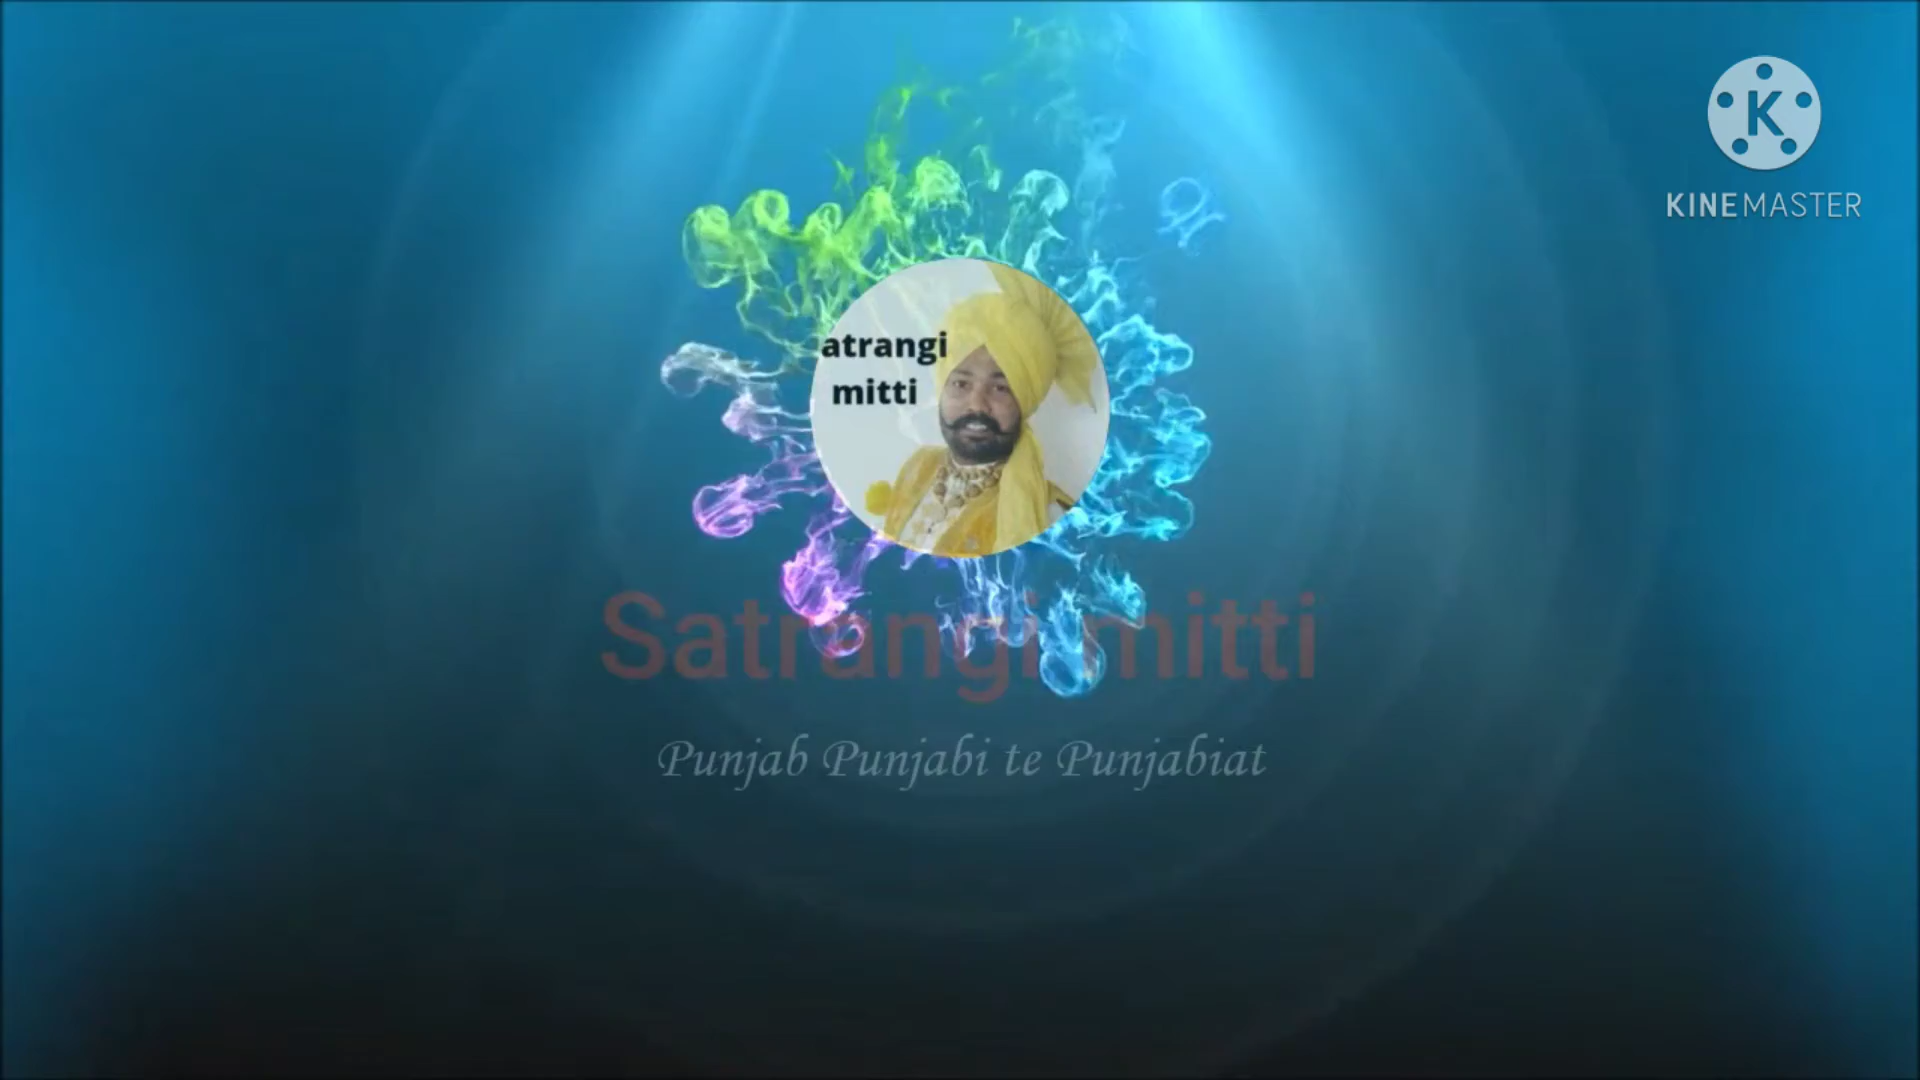 K
KINEMASTER
atrangi
mitti
Satrangi mitti
Punjab Punjabi te Punjabiat